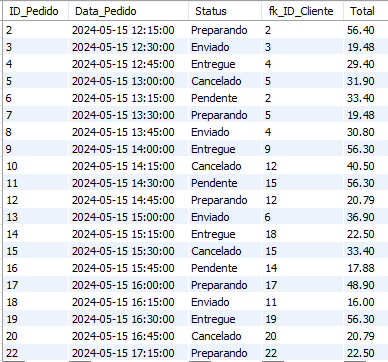 ID_Pedido Data_Pedido Status fk_ID_Cliente Total
2 2024-05-15 12:15:00 Preparando 2 56.40
3 2024-05-15 12:30:00 Enviado 3 19.48
4 2024-05-15 12:45:00 Entregue 4 29.40
5 2024-05-15 13:00:00 Cancelado 5 31.90
6 2024-05-15 13:15:00 Pendente 2 33.40
7 2024-05-15 13:30:00 Preparando 5 19.48
8 2024-05-15 13:45:00 Enviado 4 30.80
9 2024-05-15 14:00:00 Entregue 9 56.30
10 2024-05-15 14:15:00 Cancelado 12 40.50
11 2024-05-15 14:30:00 Pendente 15 56.30
12 2024-05-15 14:45:00 Preparando 12 20.79
13 2024-05-15 15:00:00 Enviado 6 36.90
14 2024-05-15 15:15:00 Entregue 18 22.50
15 2024-05-15 15:30:00 Cancelado 15 33.40
16 2024-05-15 15:45:00 Pendente 14 17.88
17 2024-05-15 16:00:00 Preparando 17 48.90
18 2024-05-15 16:15:00 Enviado 11 16.00
19 2024-05-15 16:30:00 Entregue 19 56.30
20 2024-05-15 16:45:00 Cancelado 20 20.79
22 2024-05-15 17:15:00 Preparando 22 22.50